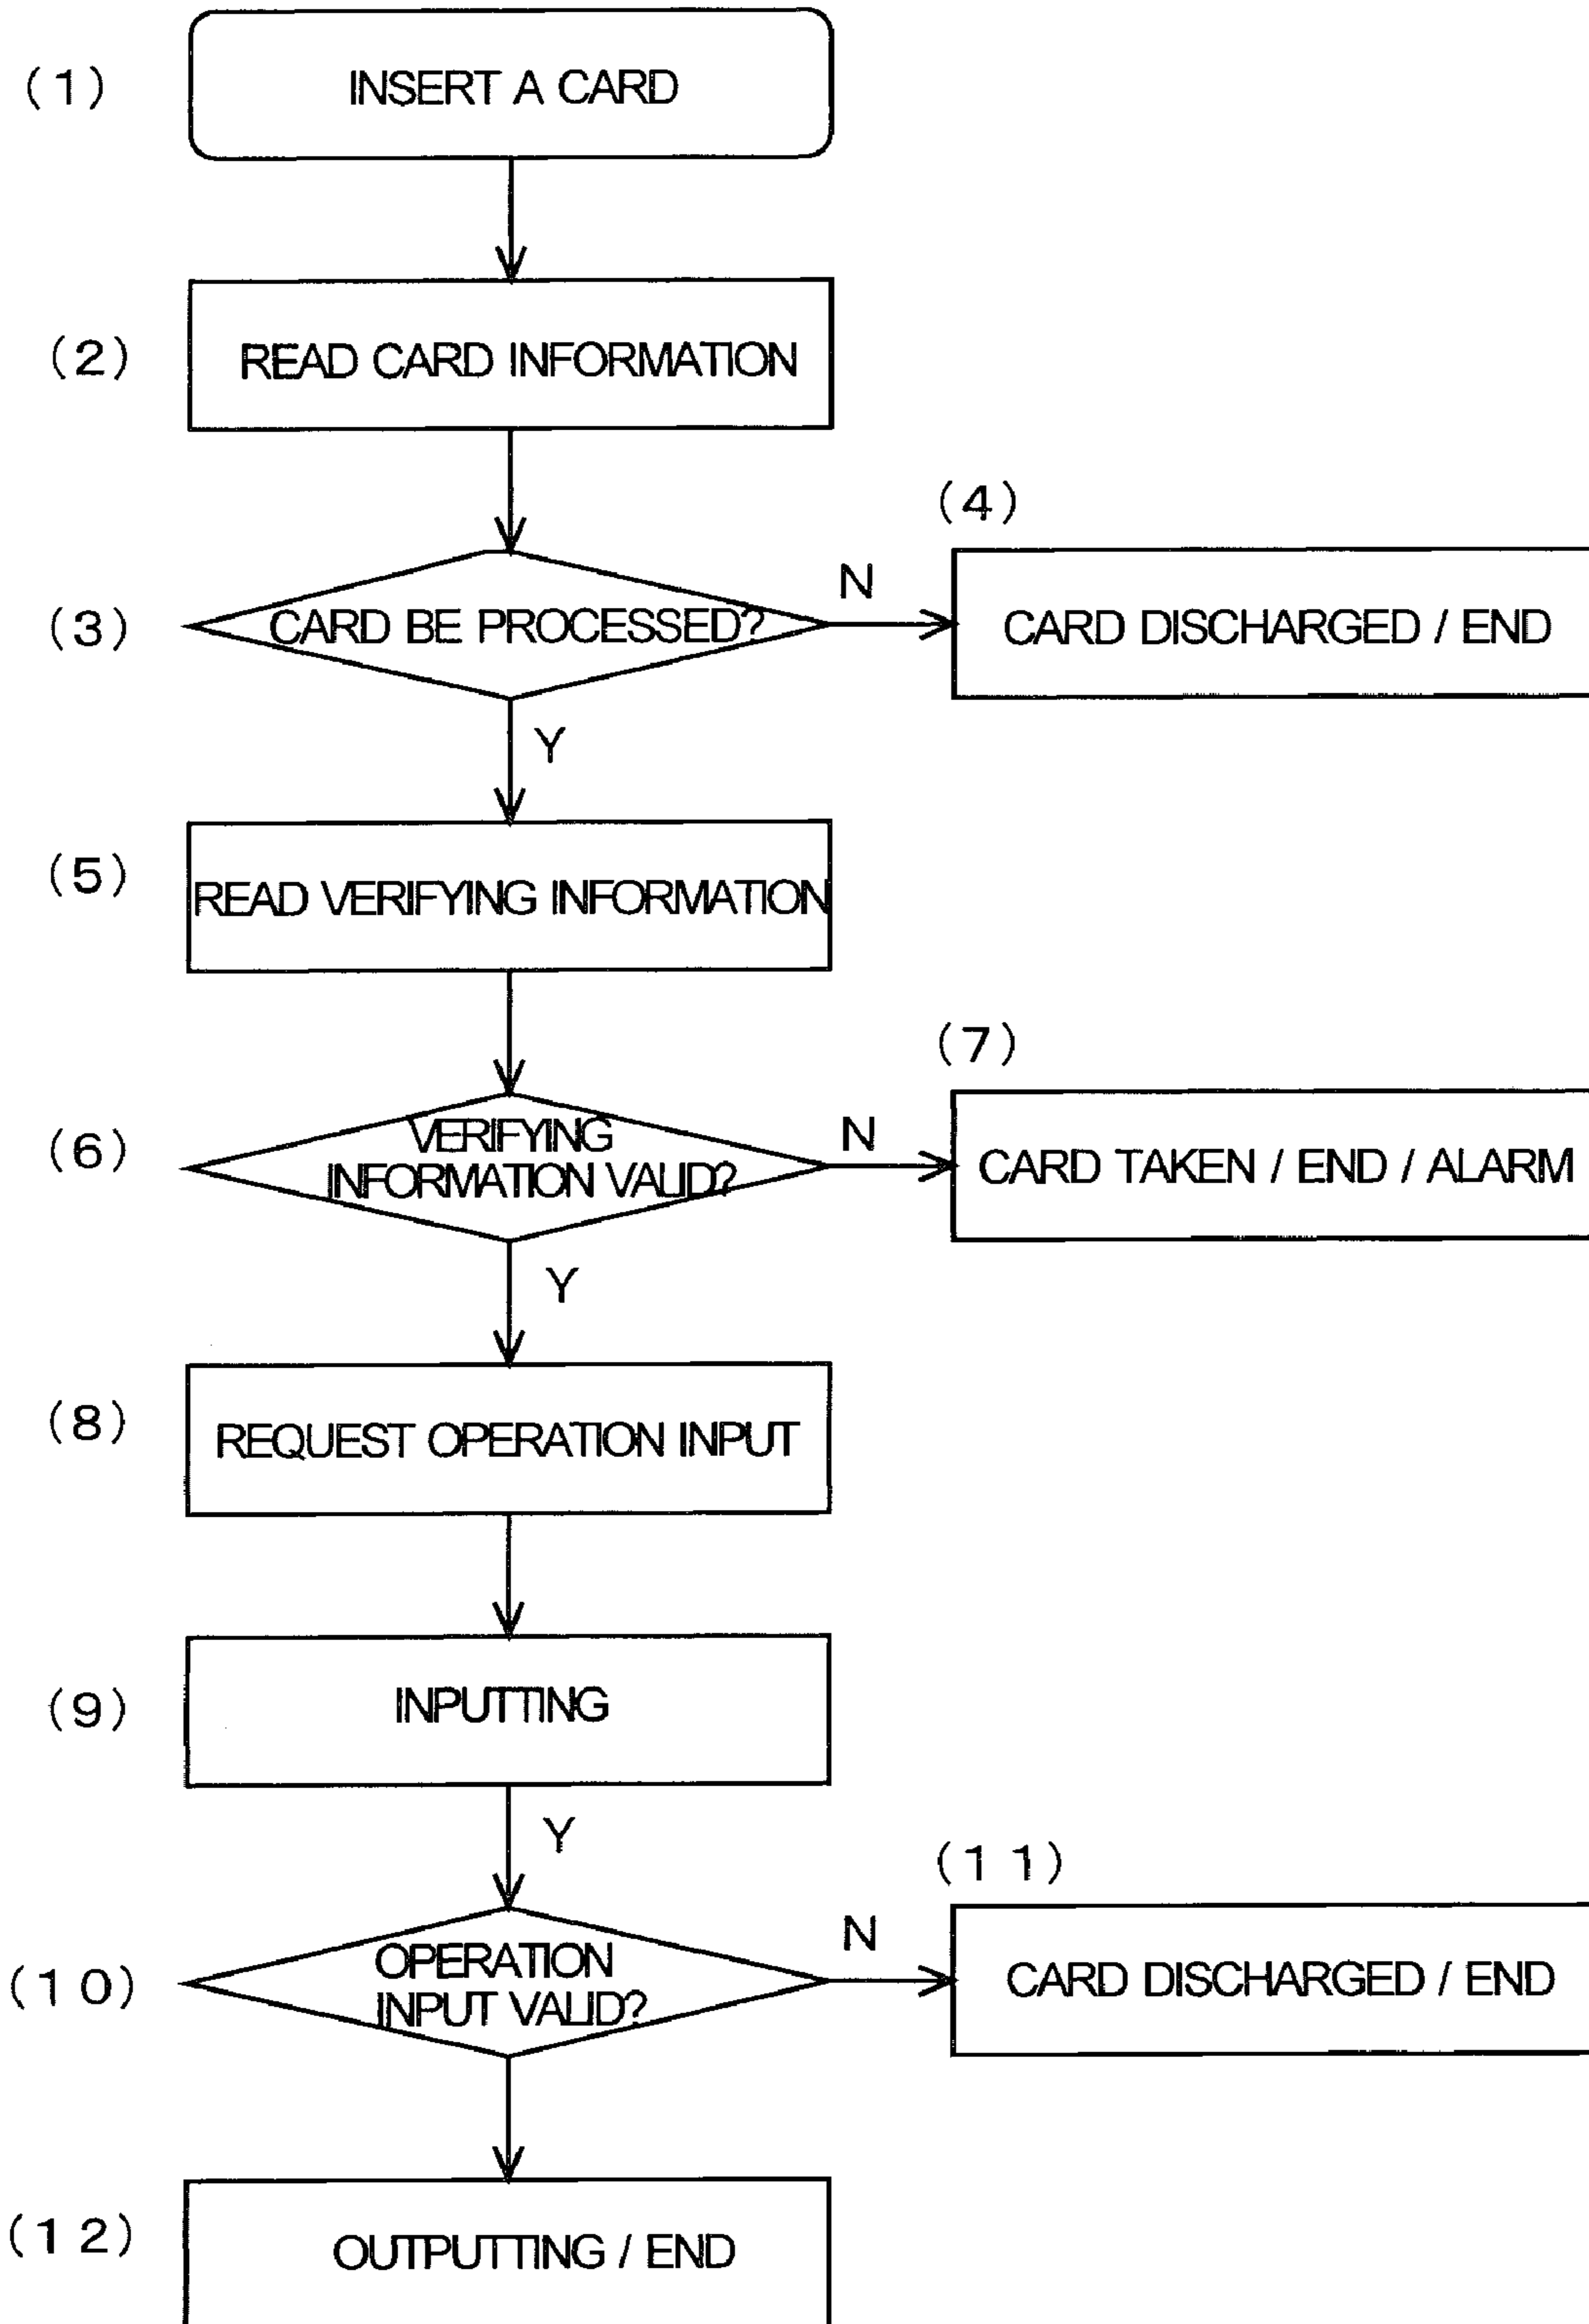 (1)
INSERT A CARD
(2)
READ CARD INFORMATION
(3)
CARD BE PROCESSED?
N
(4)
CARD DISCHARGED / END
Y
(5)
READ VERIFYING INFORMATION
(6)
VERIFYING
INFORMATION VALID?
N
(7)
CARD TAKEN / END / ALARM
Y
(8)
REQUEST OPERATION INPUT
(9)
INPUTTING
Y
(10)
OPERATION
INPUT VALID?
N
(11)
CARD DISCHARGED / END
(12)
OUTPUTTING / END